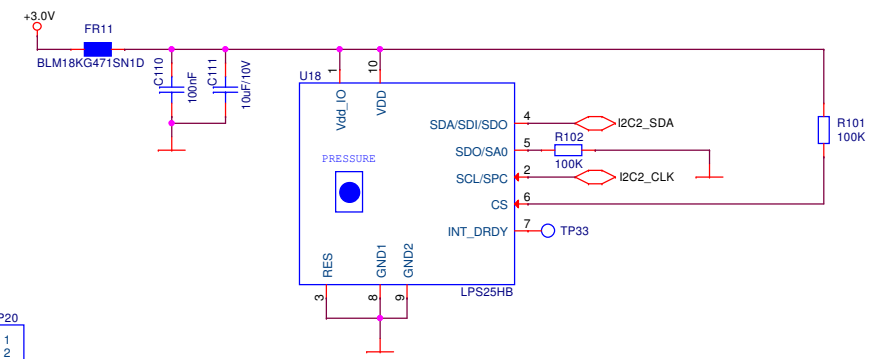 +3.0V
FR11
BLM18KG471SN1D
C110
100nF
C111
10uF/10V
U18
1
10
Vdd_IO
VDD
SDA/SDI/SDO
4
I2C2_SDA
R101
100K
R102
SDO/SA0
5
100K
PRESSURE
SCL/SPC
2
I2C2_CLK
CS
6
INT_DRDY
7
TP33
RES
GND1
GND2
3
8
9
LPS25HB
P20
1
2